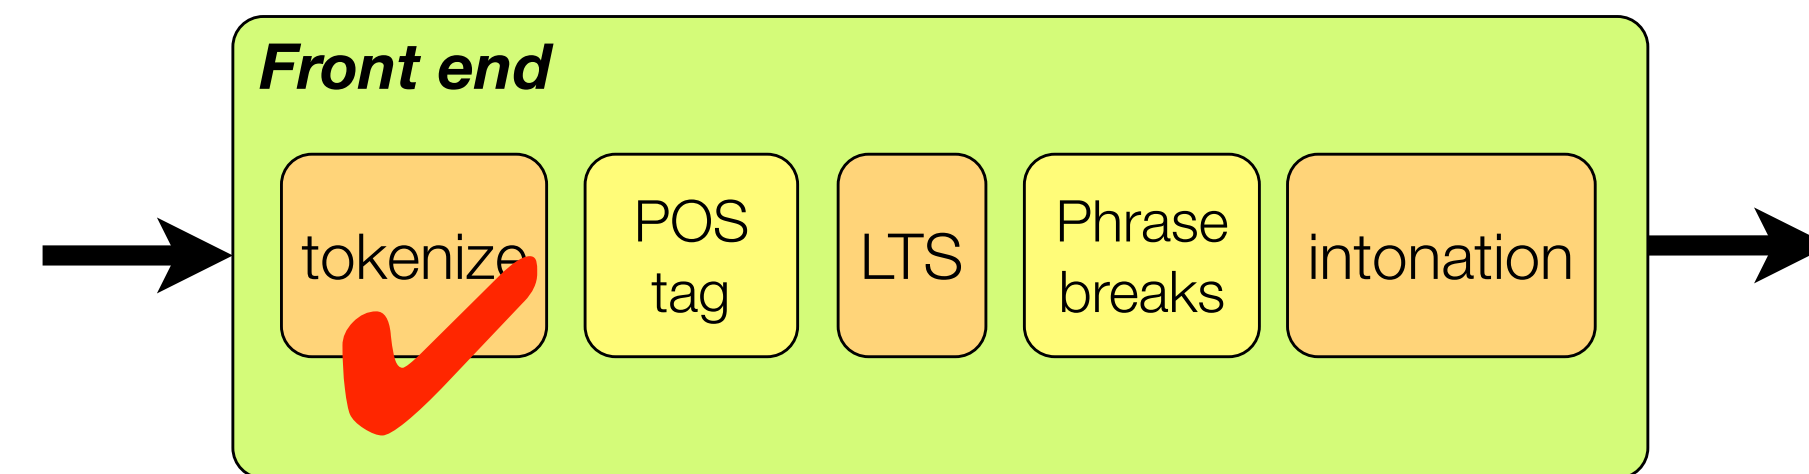 Front end
tokenize
POS
tag
LTS
Phrase
breaks
intonation